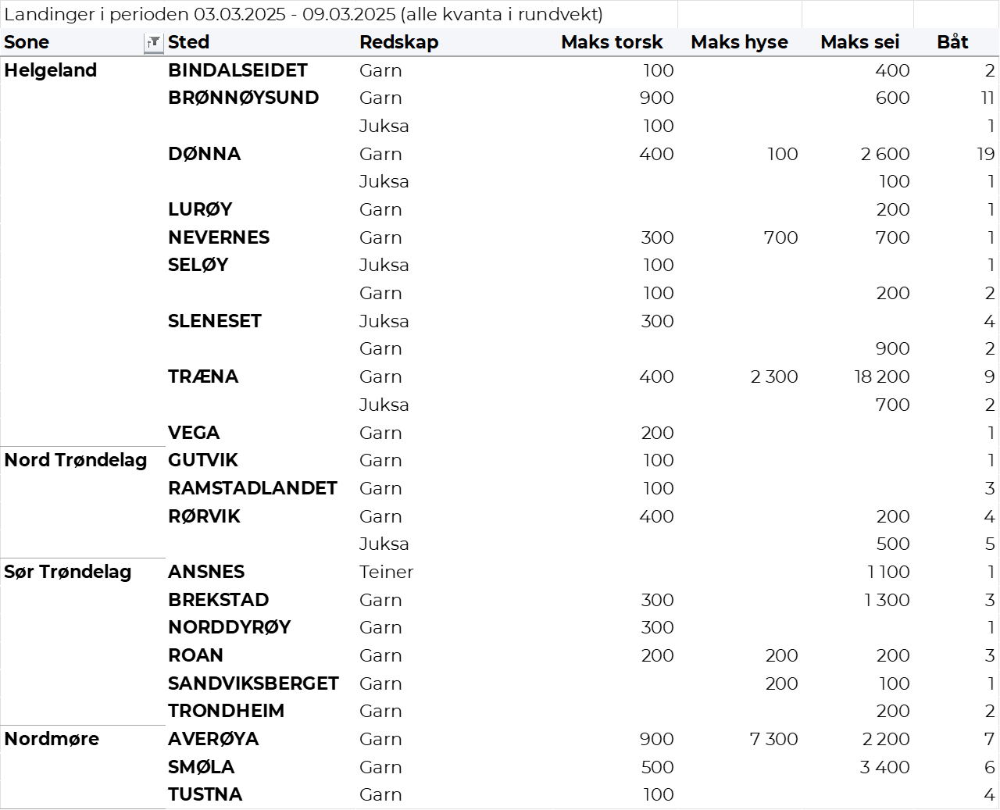 Landinger i perioden 03.03.2025 - 09.03.2025 (alle kvanta i rundvekt)
Sone Sted Redskap Maks torsk Maks hyse Maks sei Båt
Helgeland BINDALSEIDET Garn 100 400 2
BRØNNØYSUND Garn 900 600 11
Juksa 100 1
DØNNA Garn 400 100 2 600 19
Juksa 100 1
LURØY Garn 200 1
NEVERNES Garn 300 700 700 1
SELØY Juksa 100 1
Garn 100 200 2
SLENESET Juksa 300 4
Garn 900 2
TRÆNA Garn 400 2 300 18 200 9
Juksa 700 2
VEGA Garn 200 1
Nord Trøndelag GUTVIK Garn 100 1
RAMSTADLANDET Garn 100 3
RØRVIK Garn 400 200 4
Juksa 500 5
Sør Trøndelag ANSNES Teiner 1 100 1
BREKSTAD Garn 300 1 300 3
NORDDYRØY Garn 300 1
ROAN Garn 200 200 200 3
SANDVIKSBERGET Garn 200 100 1
TRONDHEIM Garn 200 2
Nordmøre AVERØYA Garn 900 7 300 2 200 7
SMØLA Garn 500 3 400 6
TUSTNA Garn 100 4